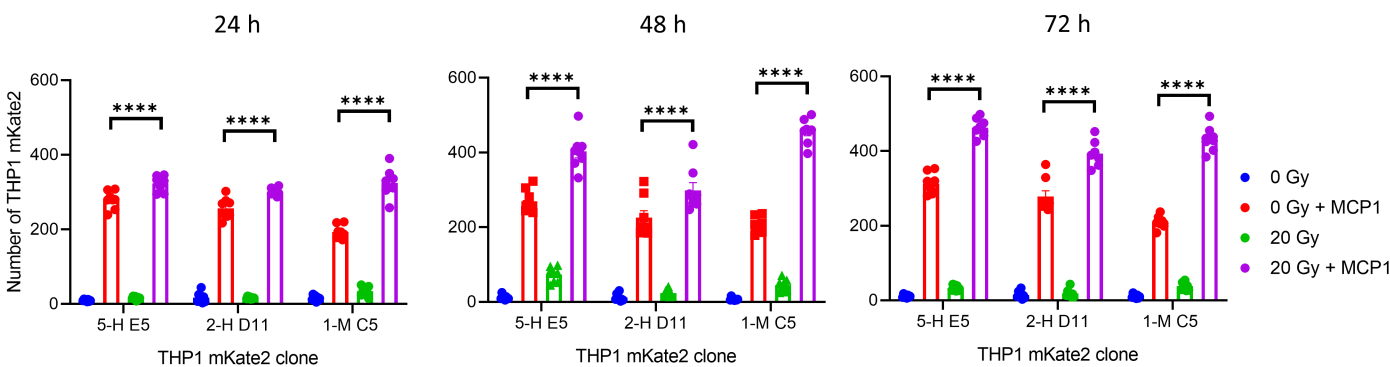 24 h
48 h
72 h
Number of THP1 mKate2
600
400
200
0
****
****
****
5-H E5
2-H D11
1-M C5
THP1 mKate2 clone
600
400
200
0
****
****
****
5-H E5
2-H D11
1-M C5
THP1 mKate2 clone
600
400
200
0
****
****
****
5-H E5
2-H D11
1-M C5
THP1 mKate2 clone
0 Gy
0 Gy + MCP1
20 Gy
20 Gy + MCP1